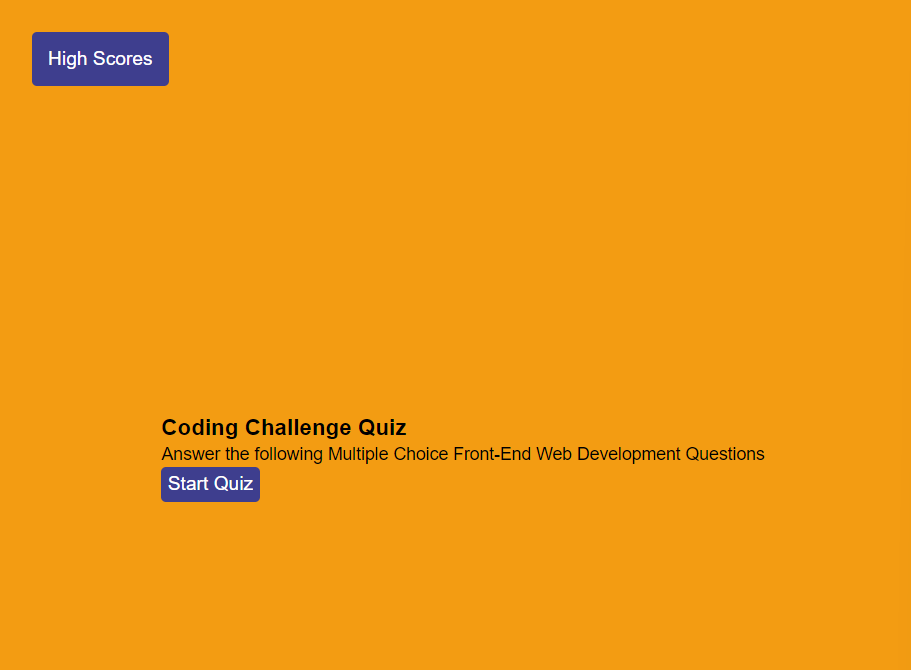 High Scores
Coding Challenge Quiz
Answer the following Multiple Choice Front-End Web Development Questions
Start Quiz